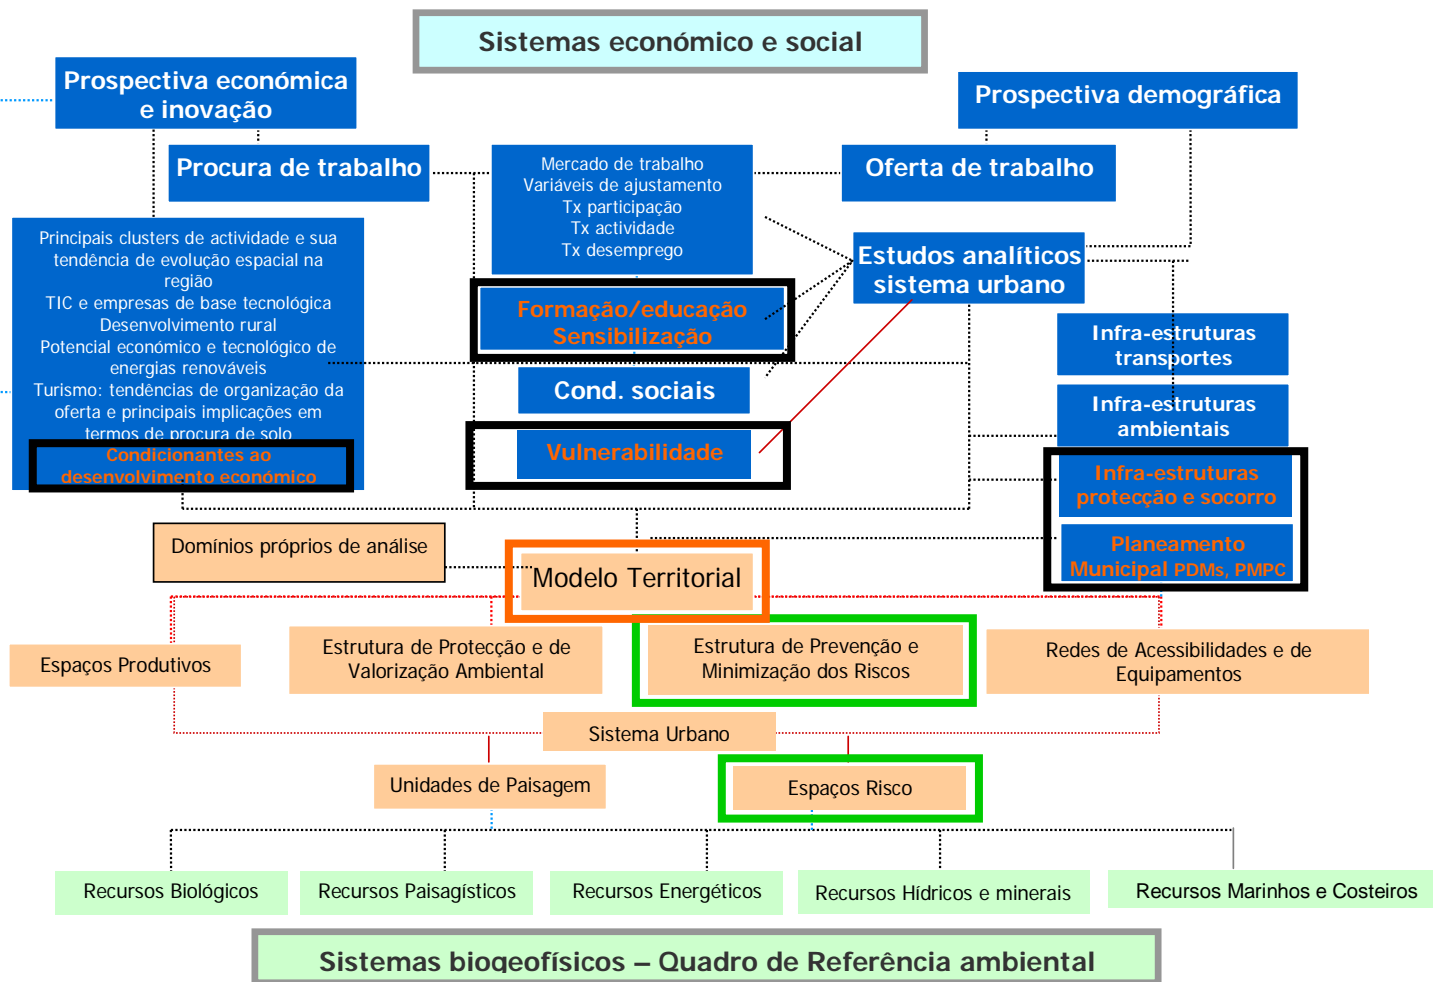 Sistemas económico e social
Prospectiva económica
e inovação
Prospectiva demográfica
Procura de trabalho
Mercado de trabalho
Variáveis de ajustamento
Tx participação
Tx actividade
Tx desemprego
Oferta de trabalho
Principais clusters de actividade e sua
tendência de evolução espacial na
região
TIC e empresas de base tecnológica
Desenvolvimento rural
Potencial económico e tecnológico de
energias renováveis
Turismo: tendências de organização da
oferta e principais implicações em
termos de procura de solo
Condicionantes ao
desenvolvimento económico
Estudos analíticos
sistema urbano
Formação/educação
Sensibilização
Cond. sociais
Vulnerabilidade
Infra-estruturas
transportes
Infra-estruturas
ambientais
Infra-estruturas
protecção e socorro
Planeamento
Municipal PDMs, PMPC
Domínios próprios de análise
Modelo Territorial
Espaços Produtivos
Estrutura de Protecção e de
Valorização Ambiental
Estrutura de Prevenção e
Minimização dos Riscos
Redes de Acessibilidades e de
Equipamentos
Sistema Urbano
Unidades de Paisagem
Espaços Risco
Recursos Biológicos
Recursos Paisagísticos
Recursos Energéticos
Recursos Hídricos e minerais
Recursos Marinhos e Costeiros
Sistemas biogeofísicos – Quadro de Referência ambiental